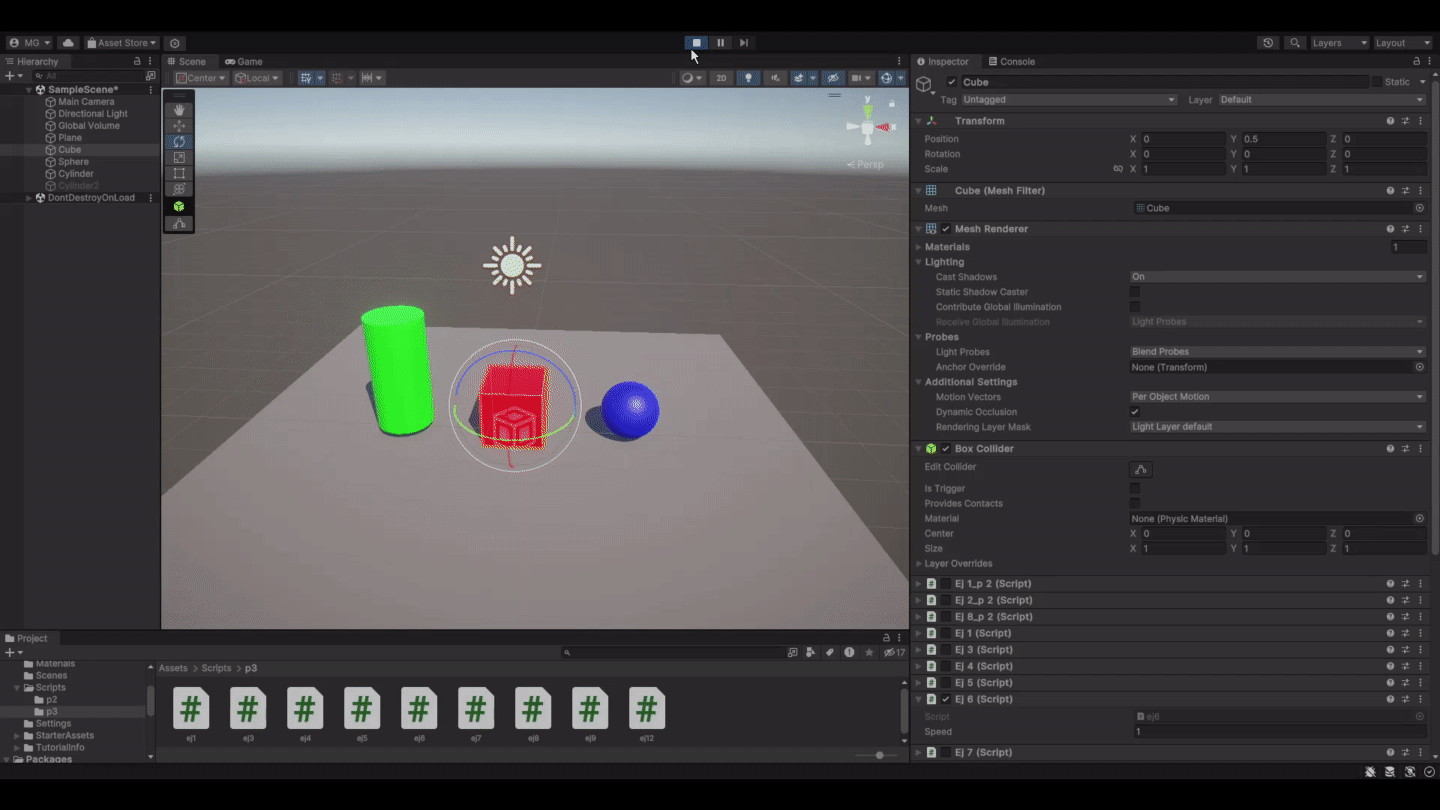 MG
Asset Store
Layers
Layout
Hierarchy
All
SampleScene*
Main Camera
Directional Light
Global Volume
Plane
Cube
Sphere
Cylinder
Cylinder2
DontDestroyOnLoad
Scene
Game
Center
Local
2D
y
x
Persp
Inspector
Console
Cube
Static
Tag Untagged
Layer Default
Transform
Position X 0 Y 0.5 Z 0
Rotation X 0 Y 0 Z 0
Scale X 1 Y 1 Z 1
Cube (Mesh Filter)
Mesh Cube
Mesh Renderer
Materials 1
Lighting
Cast Shadows On
Static Shadow Caster
Contribute Global Illumination
Receive Global Illumination Light Probes
Probes
Light Probes Blend Probes
Anchor Override None (Transform)
Additional Settings
Motion Vectors Per Object Motion
Dynamic Occlusion
Rendering Layer Mask Light Layer default
Box Collider
Edit Collider
Is Trigger
Provides Contacts
Material None (Physic Material)
Center X 0 Y 0 Z 0
Size X 1 Y 1 Z 1
Layer Overrides
Ej 1_p 2 (Script)
Ej 2_p 2 (Script)
Ej 8_p 2 (Script)
Ej 1 (Script)
Ej 3 (Script)
Ej 4 (Script)
Ej 5 (Script)
Ej 6 (Script)
Script ej6
Speed 1
Ej 7 (Script)
Project
17
Materials
Scenes
Scripts
p2
p3
Settings
StarterAssets
TutorialInfo
Packages
Assets > Scripts > p3
# # # # # # # # #
ej1 ej3 ej4 ej5 ej6 ej7 ej8 ej9 ej12